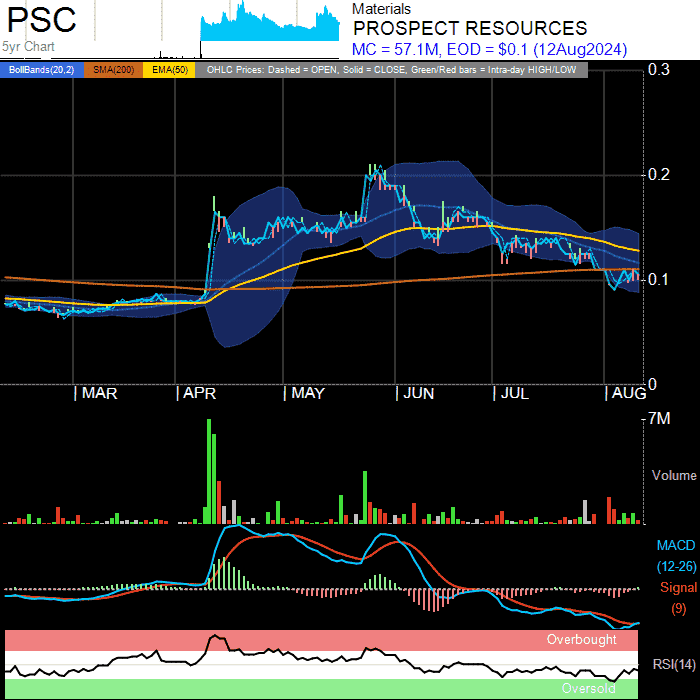 PSC
5yr Chart
Materials
PROSPECT RESOURCES
MC = 57.1M, EOD = $0.1 (12Aug2024)
BollBands(20,2) SMA(200) EMA(50) OHLC Prices: Dashed = OPEN, Solid = CLOSE, Green/Red bars = Intra-day HIGH/LOW
0.3
0.2
0.1
0
| MAR | APR | MAY | JUN | JUL | AUG
7M
Volume
MACD
(12-26)
Signal
(9)
Overbought
RSI(14)
Oversold